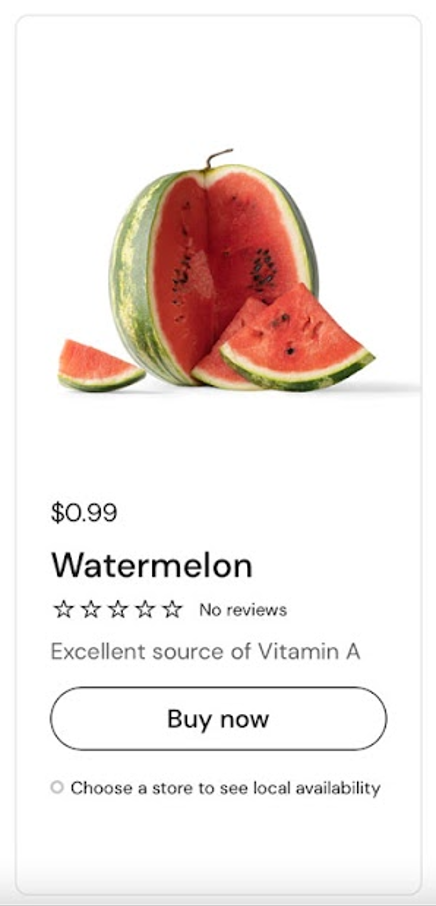 $0.99
Watermelon
No reviews
Excellent source of Vitamin A
Buy now
Choose a store to see local availability